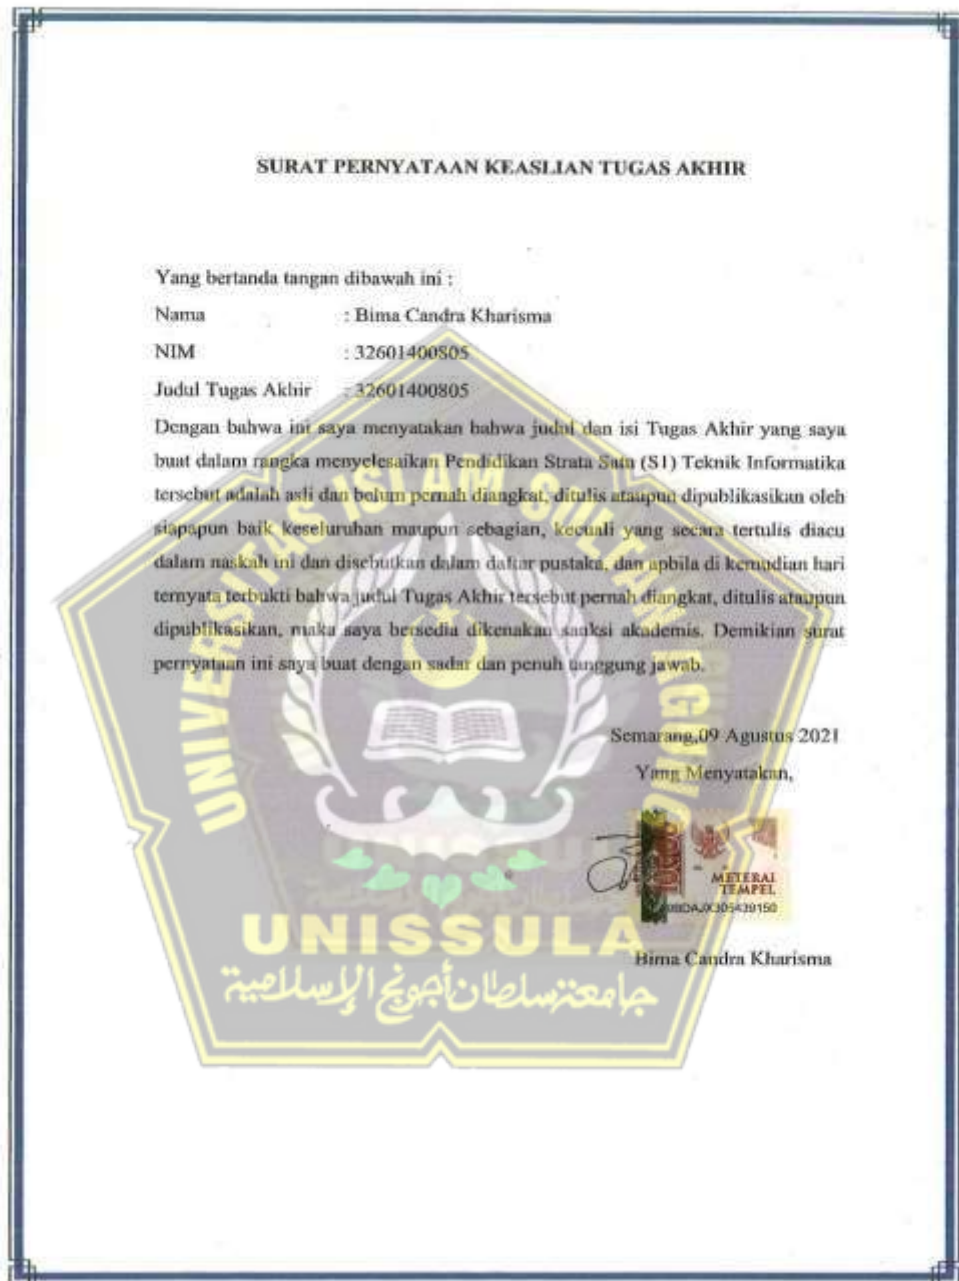 SURAT PERNYATAAN KEASLIAN TUGAS AKHIR
Yang bertanda tangan dibawah ini :
Nama : Bima Candra Kharisma
NIM : 32601400805
Judul Tugas Akhir : 32601400805
Dengan bahwa ini saya menyatakan bahwa judul dan isi Tugas Akhir yang saya
buat dalam rangka menyelesaikan Pendidikan Strata Satu (S1) Teknik Informatika
tersebut adalah asli dan belum pernah diangkat, ditulis ataupun dipublikasikan oleh
siapapun baik keseluruhan maupun sebagian, kecuali yang secara tertulis diacu
dalam naskah ini dan disebutkan dalam daftar pustaka, dan apbila di kemudian hari
ternyata terbukti bahwa judul Tugas Akhir tersebut pernah diangkat, ditulis ataupun
dipublikasikan, maka saya bersedia dikenakan sanksi akademis. Demikian surat
pernyataan ini saya buat dengan sadar dan penuh tanggung jawab.
Semarang,09 Agustus 2021
Yang Menyatakan,
METERAI
TEMPEL
Bima Candra Kharisma
UNIVERSITAS ISLAM SULTAN AGUNG
UNISSULA
جامعة سلطان أجونج الإسلامية